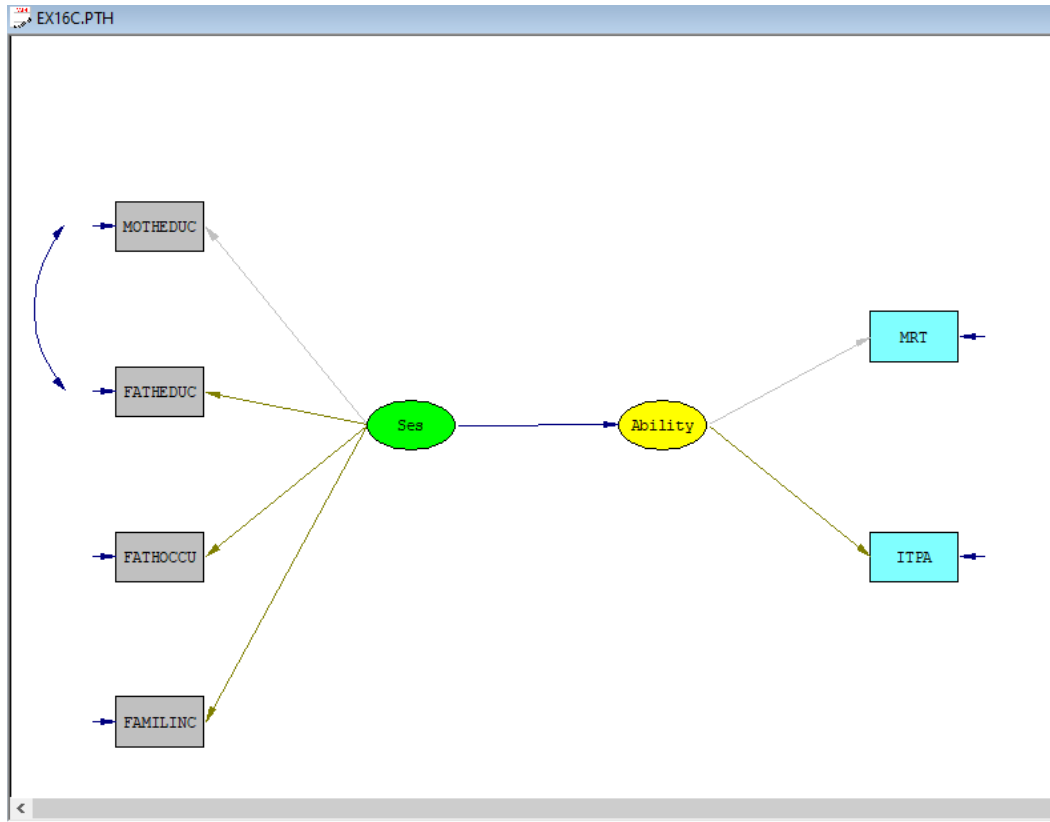 EX16C.PTH
MOTHEDUC
FATHEDUC
FATHOCCU
FAMILINC
Ses
Ability
MRT
ITPA